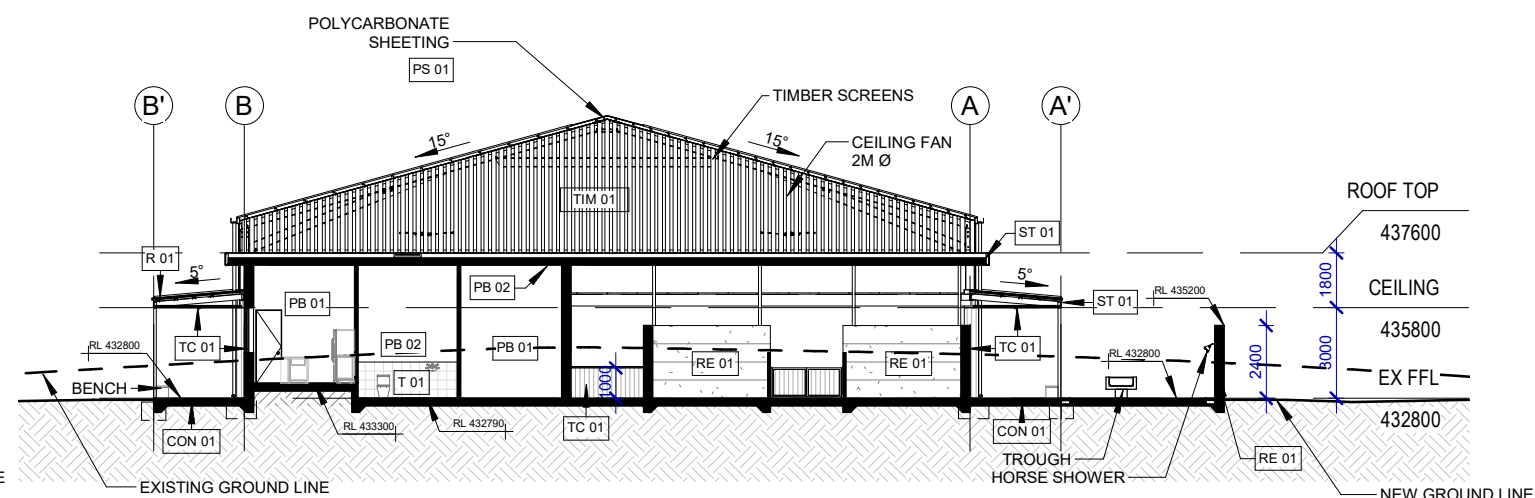 POLYCARBONATE
SHEETING
PS 01
B'
B
A
A'
TIMBER SCREENS
15°
15°
CEILING FAN
2M Ø
TIM 01
ROOF TOP
437600
ST 01
R 01
5°
PB 01
PB 02
5°
ST 01
RL 435200
1800
CEILING
435800
TC 01
RL 432800
PB 02
PB 01
RE 01
RE 01
TC 01
RL 432800
2400
3000
T 01
1000
BENCH
EX FFL
432800
CON 01
RL 433300
RL 432790
TC 01
CON 01
TROUGH
HORSE SHOWER
RE 01
E
EXISTING GROUND LINE
NEW GROUND LINE